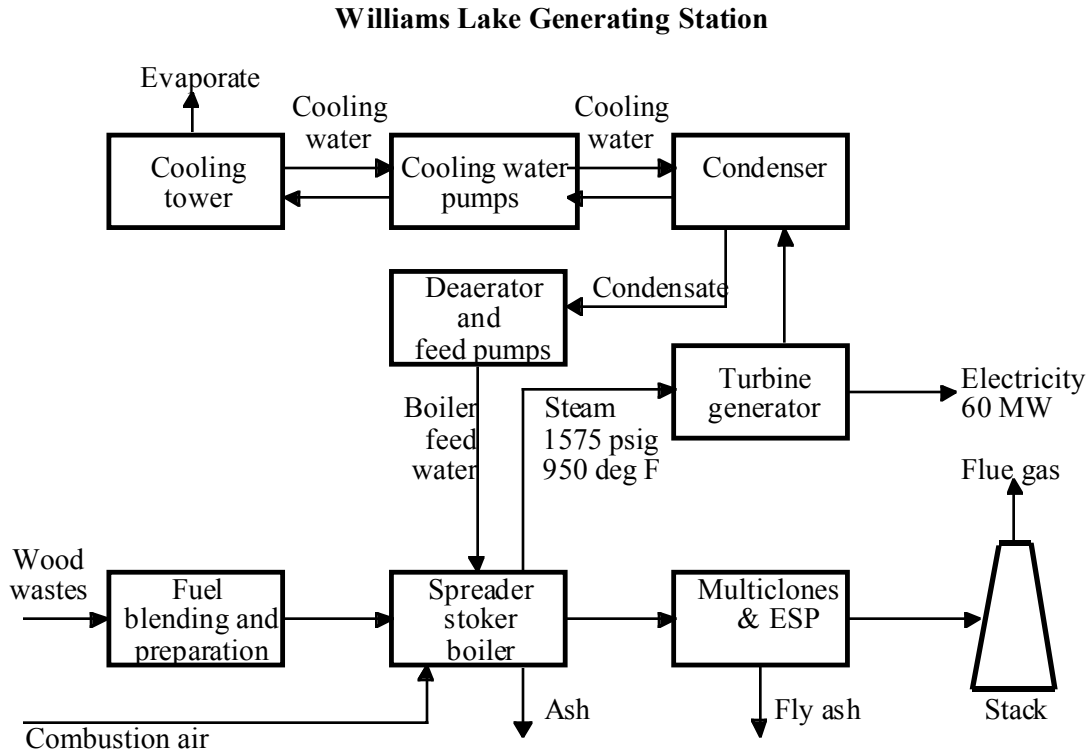 Williams Lake Generating Station
Evaporate
Cooling
water
Cooling
water
Cooling
tower
Cooling water
pumps
Condenser
Deaerator
and
feed pumps
Condensate
Turbine
generator
Electricity
60 MW
Boiler
feed
water
Steam
1575 psig
950 deg F
Flue gas
Wood
wastes
Fuel
blending and
preparation
Spreader
stoker
boiler
Multiclones
& ESP
Combustion air
Ash
Fly ash
Stack